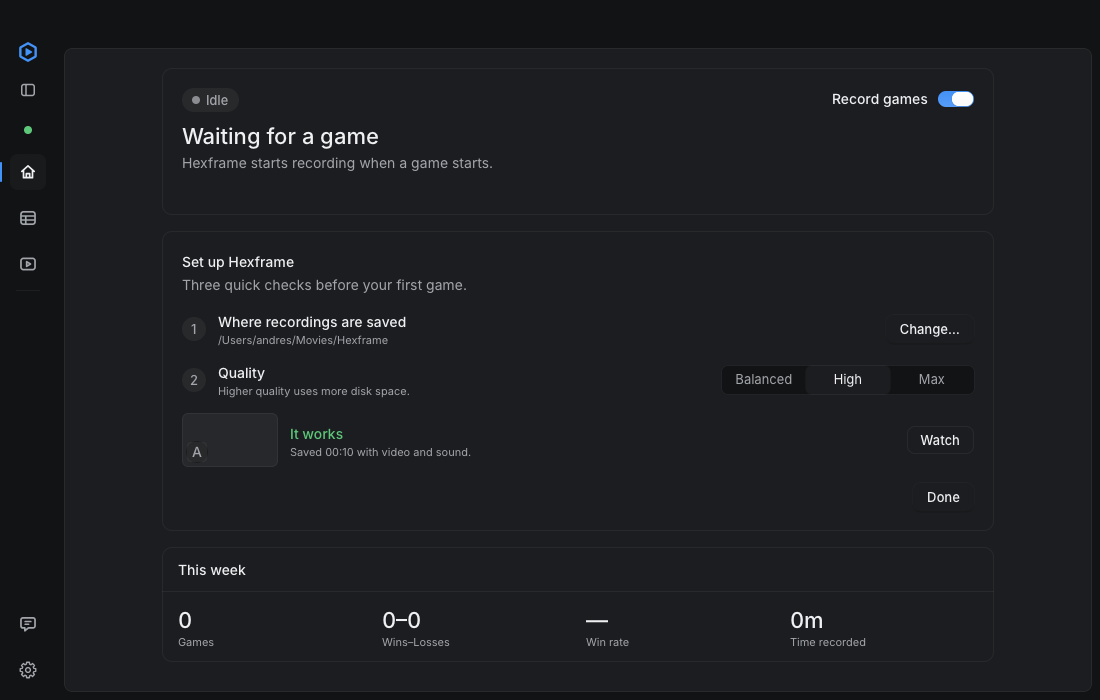 Idle
Record games
Waiting for a game
Hexframe starts recording when a game starts.
Set up Hexframe
Three quick checks before your first game.
1
Where recordings are saved
/Users/andres/Movies/Hexframe
Change...
2
Quality
Higher quality uses more disk space.
Balanced
High
Max
A
It works
Saved 00:10 with video and sound.
Watch
Done
This week
0
Games
0–0
Wins–Losses
—
Win rate
0m
Time recorded